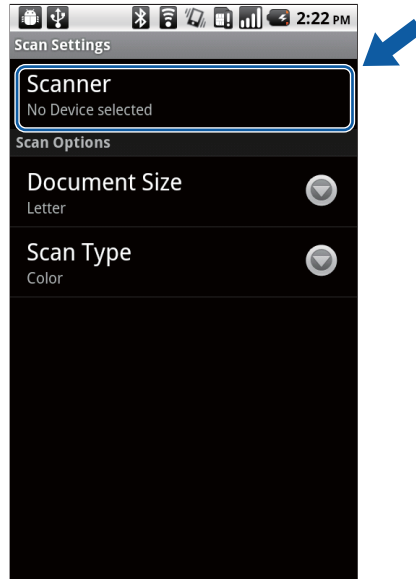 2:22 PM
Scan Settings
Scanner
No Device selected
Scan Options
Document Size
Letter
Scan Type
Color